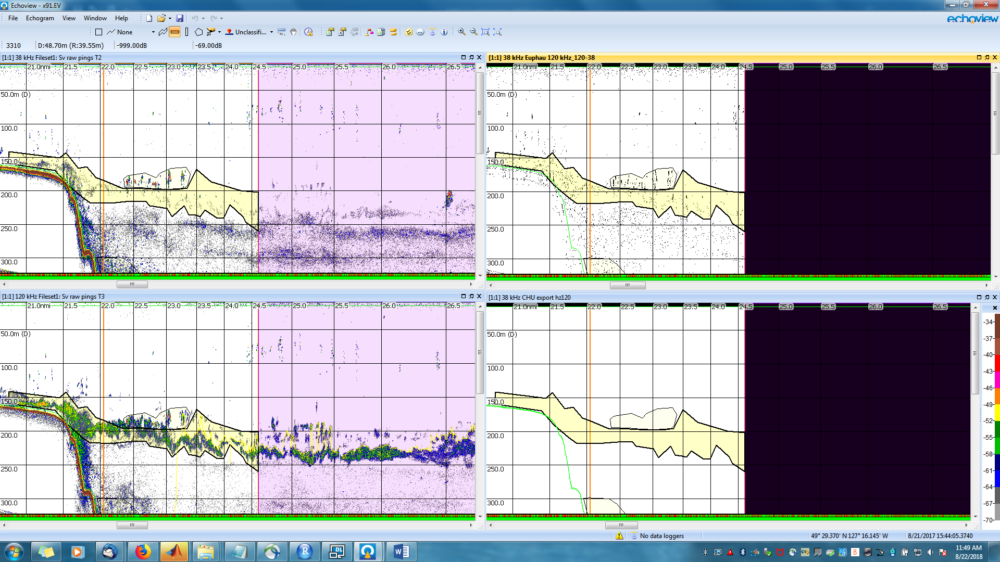 Echoview - x91.EV
File Echogram View Window Help
echoview
None Unclassifi...
3310 D:48.70m (R:39.55m) -999.00dB -69.00dB
[1:1] 38 kHz Fileset1: Sv raw pings T2
21.0nmi 21.5 22.0 22.5 23.0 23.5 24.0 24.5 25.0 25.5 26.0 26.5
50.0m (D)
100.0
150.0
200.0
250.0
300.0
[1:1] 38 kHz Euphau 120 kHz_120-38
21.0nmi 21.5 22.0 22.5 23.0 23.5 24.0 24.5 25.0 25.5 26.0 26.5
50.0m (D)
100.0
150.0
200.0
250.0
300.0
[1:1] 120 kHz Fileset1: Sv raw pings T3
21.0nmi 21.5 22.0 22.5 23.0 23.5 24.0 24.5 25.0 25.5 26.0 26.5
50.0m (D)
100.0
150.0
200.0
250.0
300.0
[1:1] 38 kHz CHU export hz120
21.0nmi 21.5 22.0 22.5 23.0 23.5 24.0 24.5 25.0 25.5 26.0 26.5
50.0m (D)
100.0
150.0
200.0
250.0
300.0
-34
-37
-40
-43
-46
-49
-52
-55
-58
-61
-64
-67
-70
No data loggers 49° 29.370' N 127° 16.145' W 8/21/2017 15:44:05.3740
11:49 AM
8/22/2018